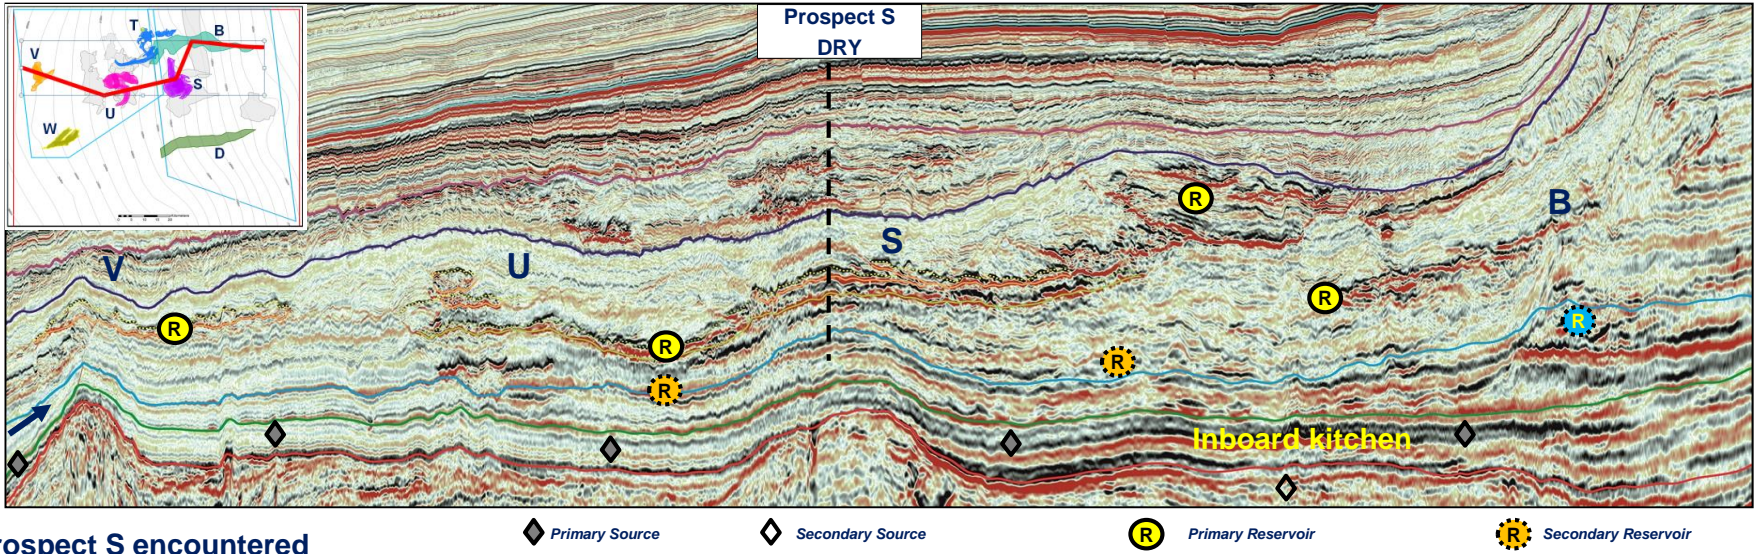 Prospect S
DRY
T
B
V
S
U
W
D
B
R
S
V
U
R
R
R
R
R
R
Inboard kitchen
Primary Source
Secondary Source
R
Primary Reservoir
R
Secondary Reservoir
rospect S encountered